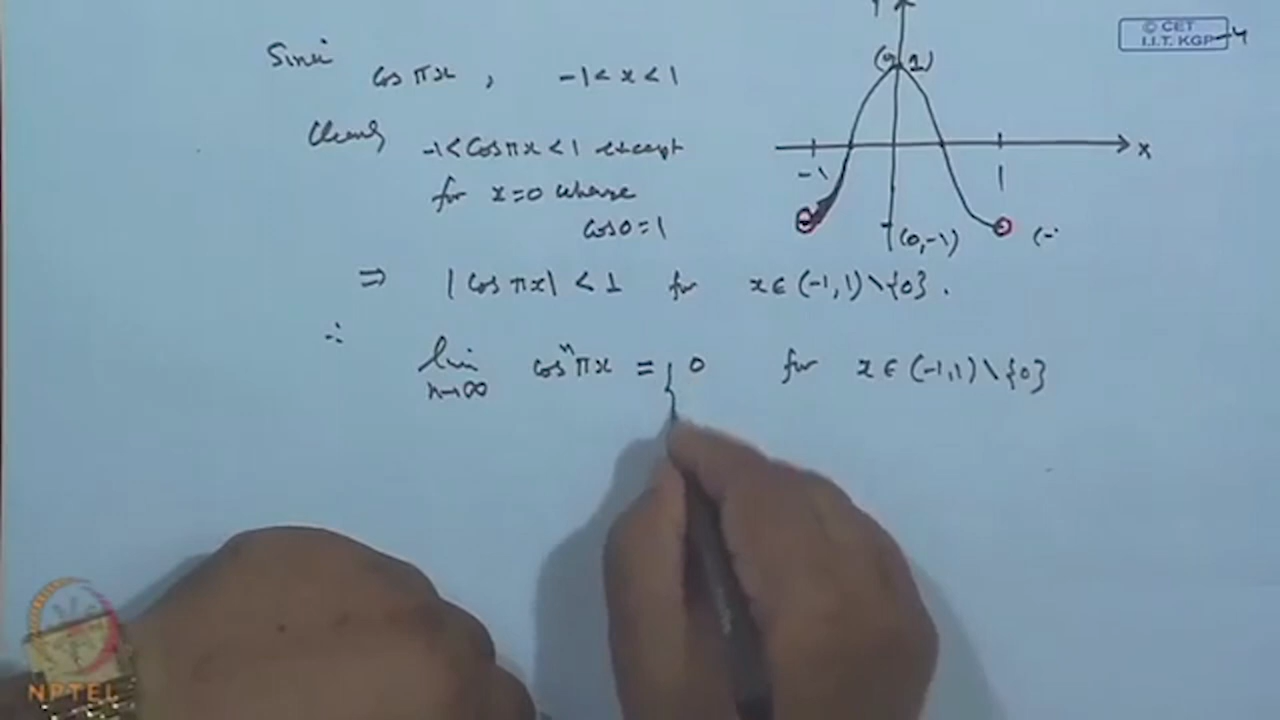 © CET
I.I.T. KGP
Since cos πx , -1 < x < 1
Clearly -1 < cos πx < 1 except
for x = 0 where
cos 0 = 1
⇒ |cos πx| < 1 for x ∈ (-1, 1) \ {0} .
∴ lim n→∞ cosⁿ πx = { 0 for x ∈ (-1, 1) \ {0}
-1
1
x
(0, -1)
(-
NPTEL